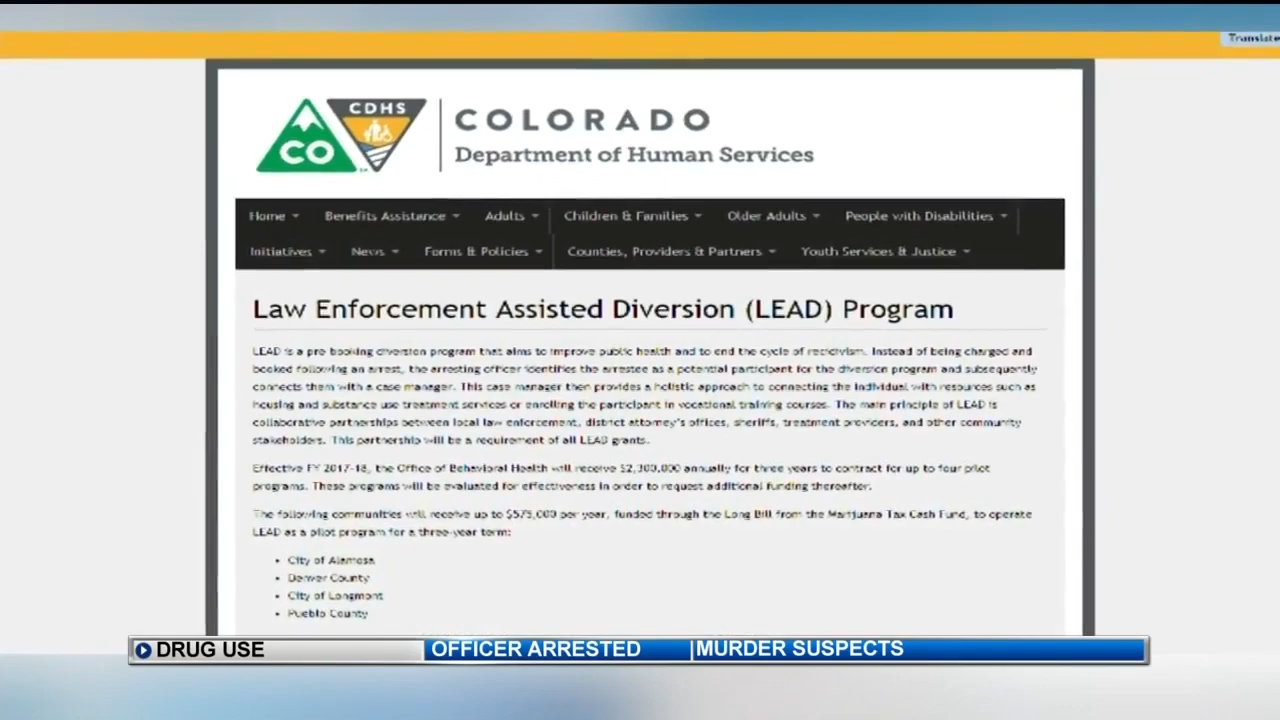 Translate
CDHS
CO
COLORADO
Department of Human Services
Home Benefits Assistance Adults Children & Families Older Adults People with Disabilities
Initiatives News Forms & Policies Counties, Providers & Partners Youth Services & Justice
Law Enforcement Assisted Diversion (LEAD) Program
LEAD is a pre booking diversion program that aims to improve public health and to end the cycle of recidivism. Instead of being charged and
booked following an arrest, the arresting officer identifies the arrestee as a potential participant for the diversion program and subsequently
connects them with a case manager. This case manager then provides a holistic approach to connecting the individual with resources such as
housing and substance use treatment services or enrolling the participant in vocational training courses. The main principle of LEAD is
collaborative partnerships between local law enforcement, district attorney's offices, sheriffs, treatment providers, and other community
stakeholders. This partnership will be a requirement of all LEAD grants.
Effective FY 2017-18, the Office of Behavioral Health will receive $2,300,000 annually for three years to contract for up to four pilot
programs. These programs will be evaluated for effectiveness in order to request additional funding thereafter.
The following communities will receive up to $575,000 per year, funded through the Long Bill from the Marijuana Tax Cash Fund, to operate
LEAD as a pilot program for a three-year term:
• City of Alamosa
• Denver County
• City of Longmont
• Pueblo County
DRUG USE OFFICER ARRESTED |MURDER SUSPECTS